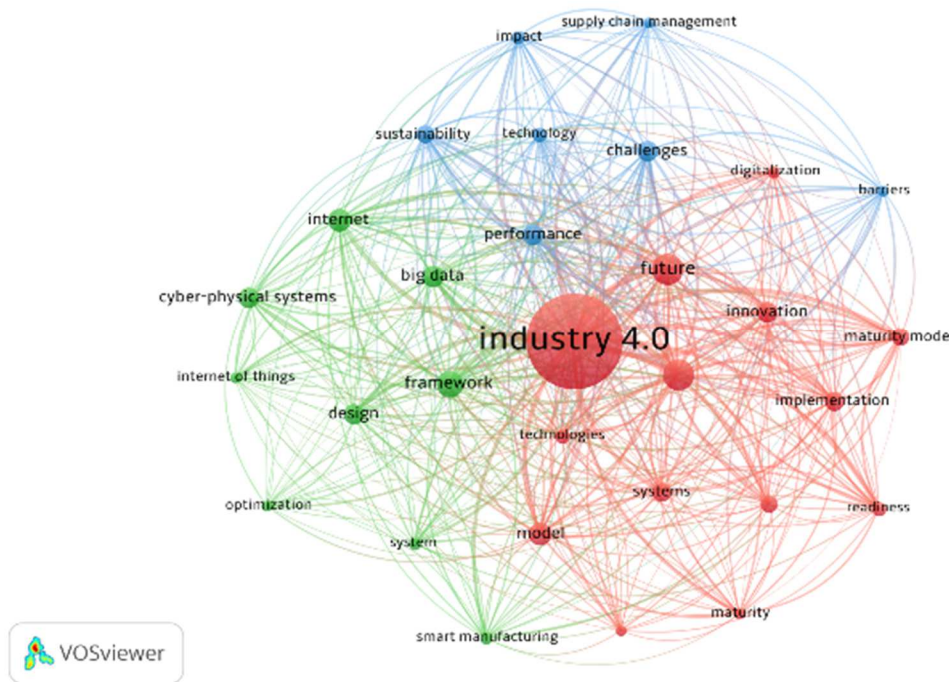 supply chain management
impact
sustainability
technology
challenges
digitalization
barriers
internet
performance
big data
future
cyber-physical systems
innovation
industry 4.0
maturity mode
internet of things
framework
implementation
design
technologies
systems
optimization
readiness
model
system
maturity
smart manufacturing
VOSviewer